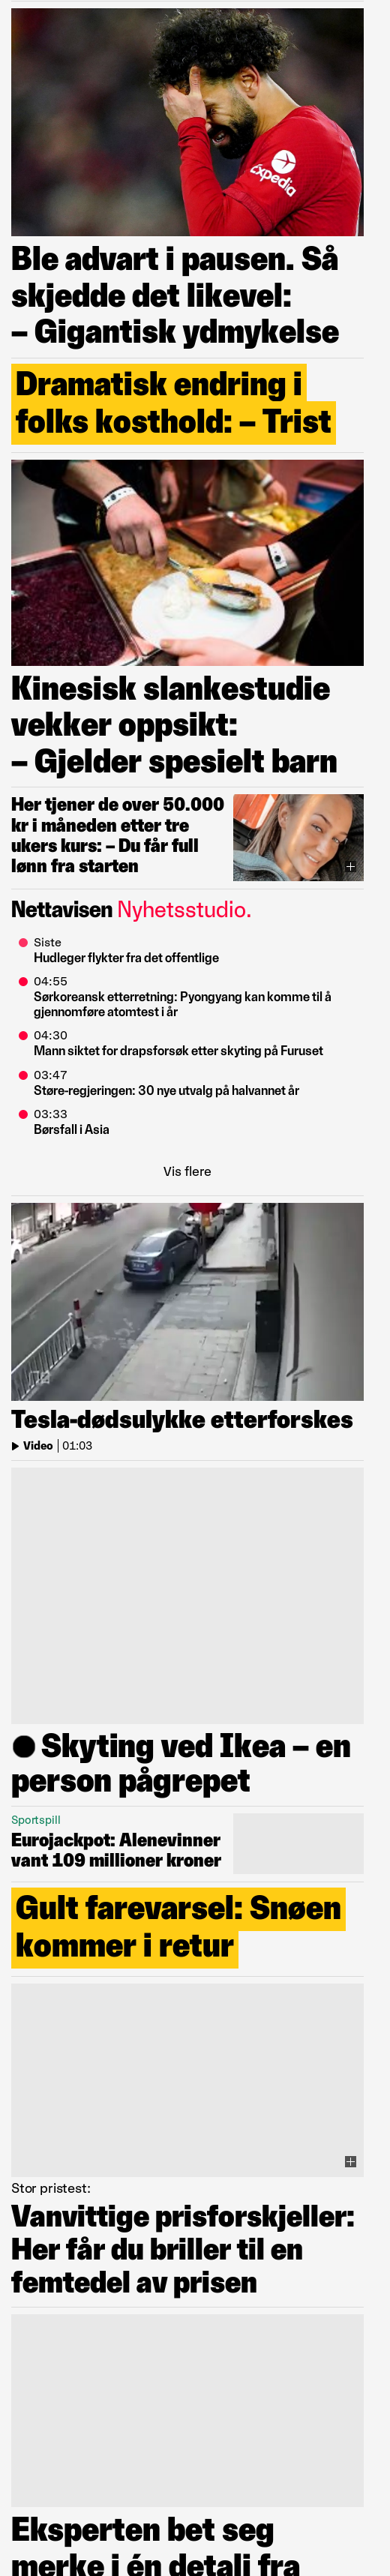 Expedia
Ble advart i pausen. Så
skjedde det likevel:
– Gigantisk ydmykelse
Dramatisk endring i
folks kosthold: – Trist
Kinesisk slankestudie
vekker oppsikt:
– Gjelder spesielt barn
Her tjener de over 50.000
kr i måneden etter tre
ukers kurs: – Du får full
lønn fra starten
Nettavisen Nyhetsstudio.
Siste
Hudleger flykter fra det offentlige
04:55
Sørkoreansk etterretning: Pyongyang kan komme til å
gjennomføre atomtest i år
04:30
Mann siktet for drapsforsøk etter skyting på Furuset
03:47
Støre-regjeringen: 30 nye utvalg på halvannet år
03:33
Børsfall i Asia
Vis flere
Tesla-dødsulykke etterforskes
Video | 01:03
Skyting ved Ikea – en
person pågrepet
Sportspill
Eurojackpot: Alenevinner
vant 109 millioner kroner
Gult farevarsel: Snøen
kommer i retur
Stor pristest:
Vanvittige prisforskjeller:
Her får du briller til en
femtedel av prisen
Eksperten bet seg
merke i én detalj fra